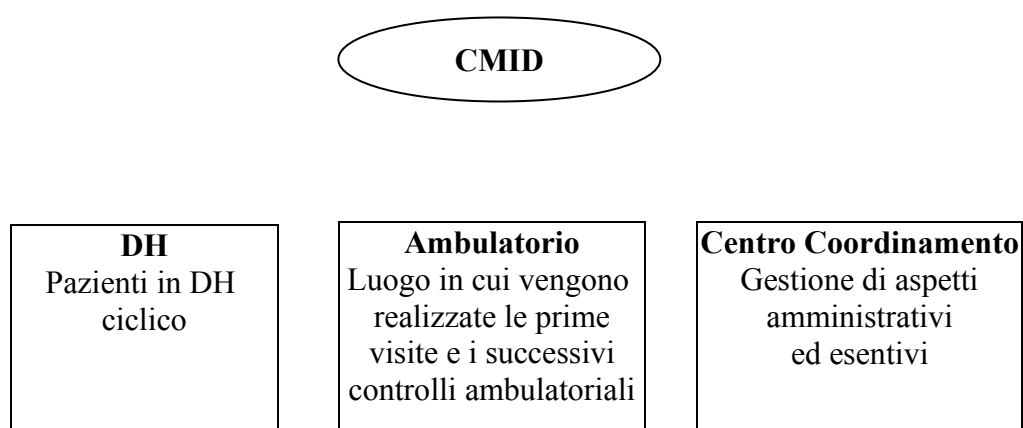 CMID
DH
Pazienti in DH
ciclico
Ambulatorio
Luogo in cui vengono
realizzate le prime
visite e i successivi
controlli ambulatoriali
Centro Coordinamento
Gestione di aspetti
amministrativi
ed esentivi